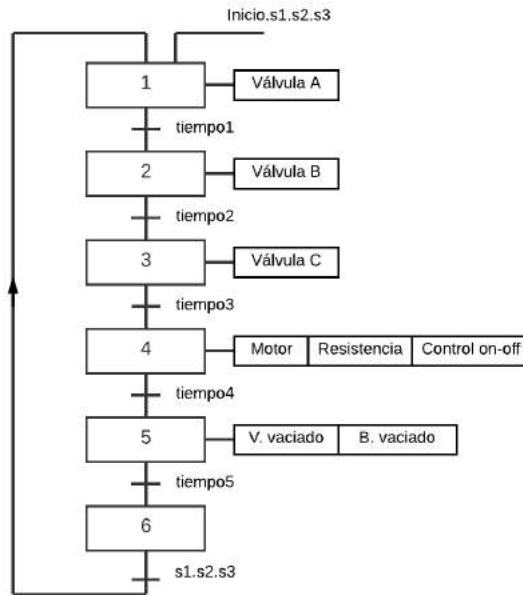 Inicio.s1.s2.s3
1 Válvula A
tiempo1
2 Válvula B
tiempo2
3 Válvula C
tiempo3
4 Motor Resistencia Control on-off
tiempo4
5 V. vaciado B. vaciado
tiempo5
6
s1.s2.s3